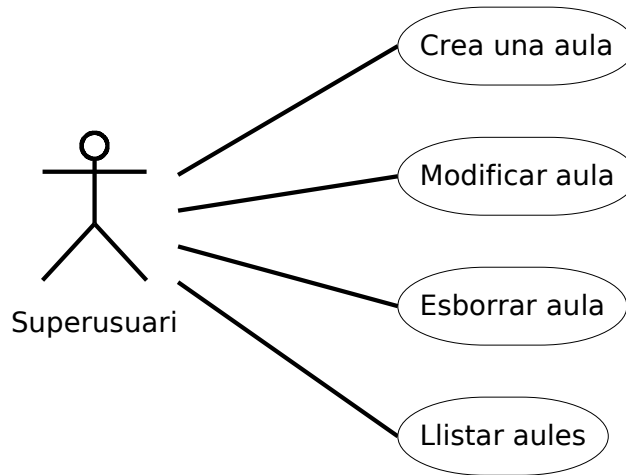 Crea una aula
Modificar aula
Esborrar aula
Superusuari
Llistar aules